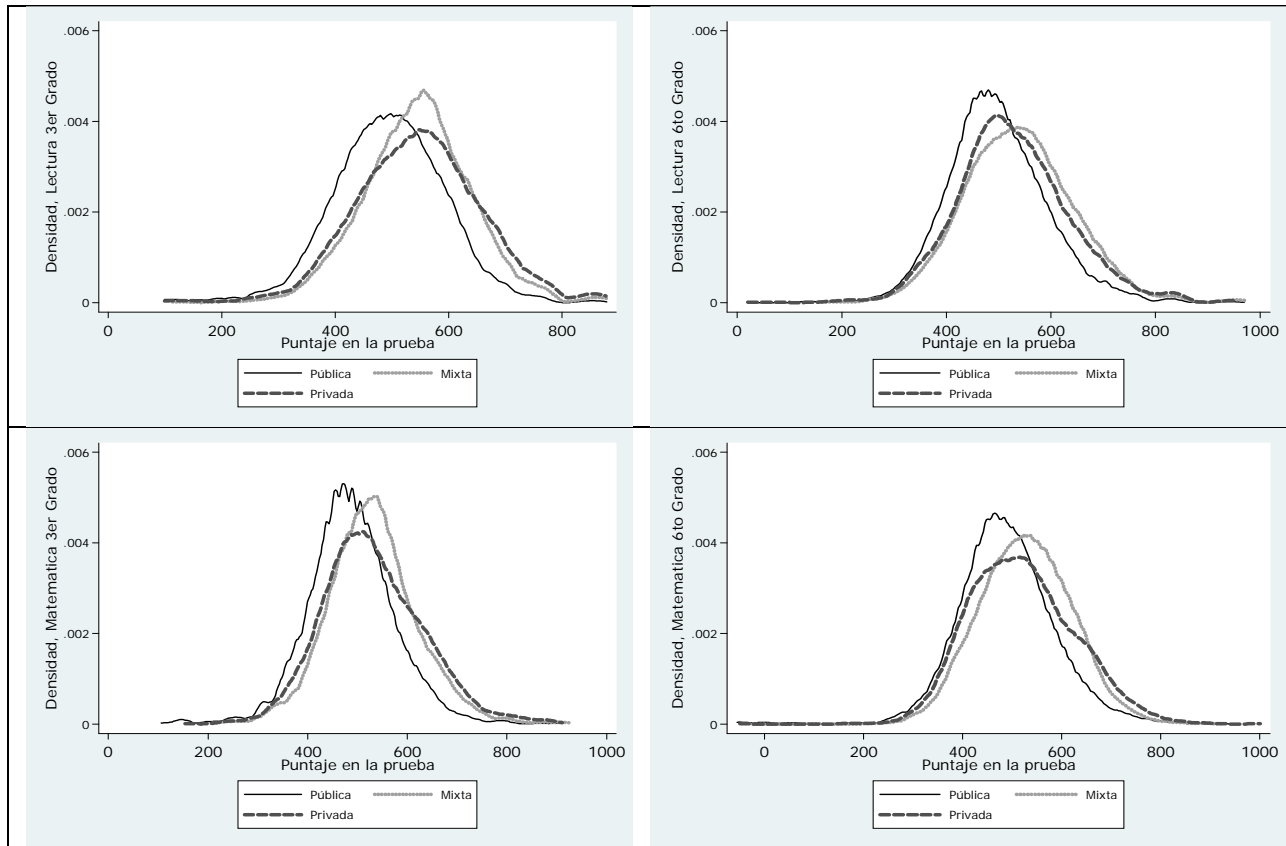 Densidad, Lectura 3er Grado
.006
.004
.002
0
0 200 400 600 800
Puntaje en la prueba
Pública Mixta
Privada
Densidad, Lectura 6to Grado
.006
.004
.002
0
0 200 400 600 800 1000
Puntaje en la prueba
Pública Mixta
Privada
Densidad, Matematica 3er Grado
.006
.004
.002
0
0 200 400 600 800 1000
Puntaje en la prueba
Pública Mixta
Privada
Densidad, Matematica 6to Grado
.006
.004
.002
0
0 200 400 600 800 1000
Puntaje en la prueba
Pública Mixta
Privada